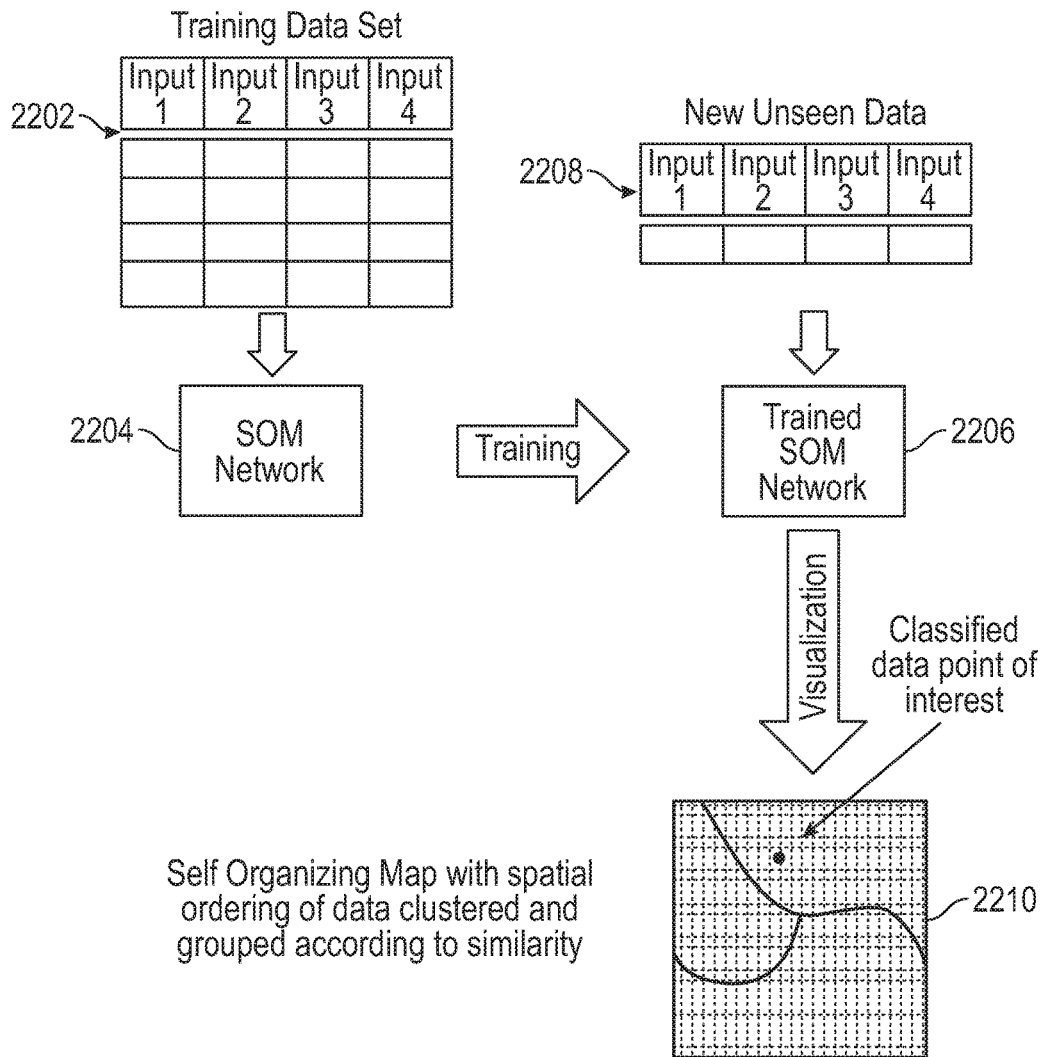 Training Data Set
Input Input Input Input
1 2 3 4
2202
New Unseen Data
2208
Input Input Input Input
1 2 3 4
2204
SOM
Network
Training
Trained
SOM
Network
2206
Visualization
Classified
data point of
interest
Self Organizing Map with spatial
ordering of data clustered and
grouped according to similarity
2210